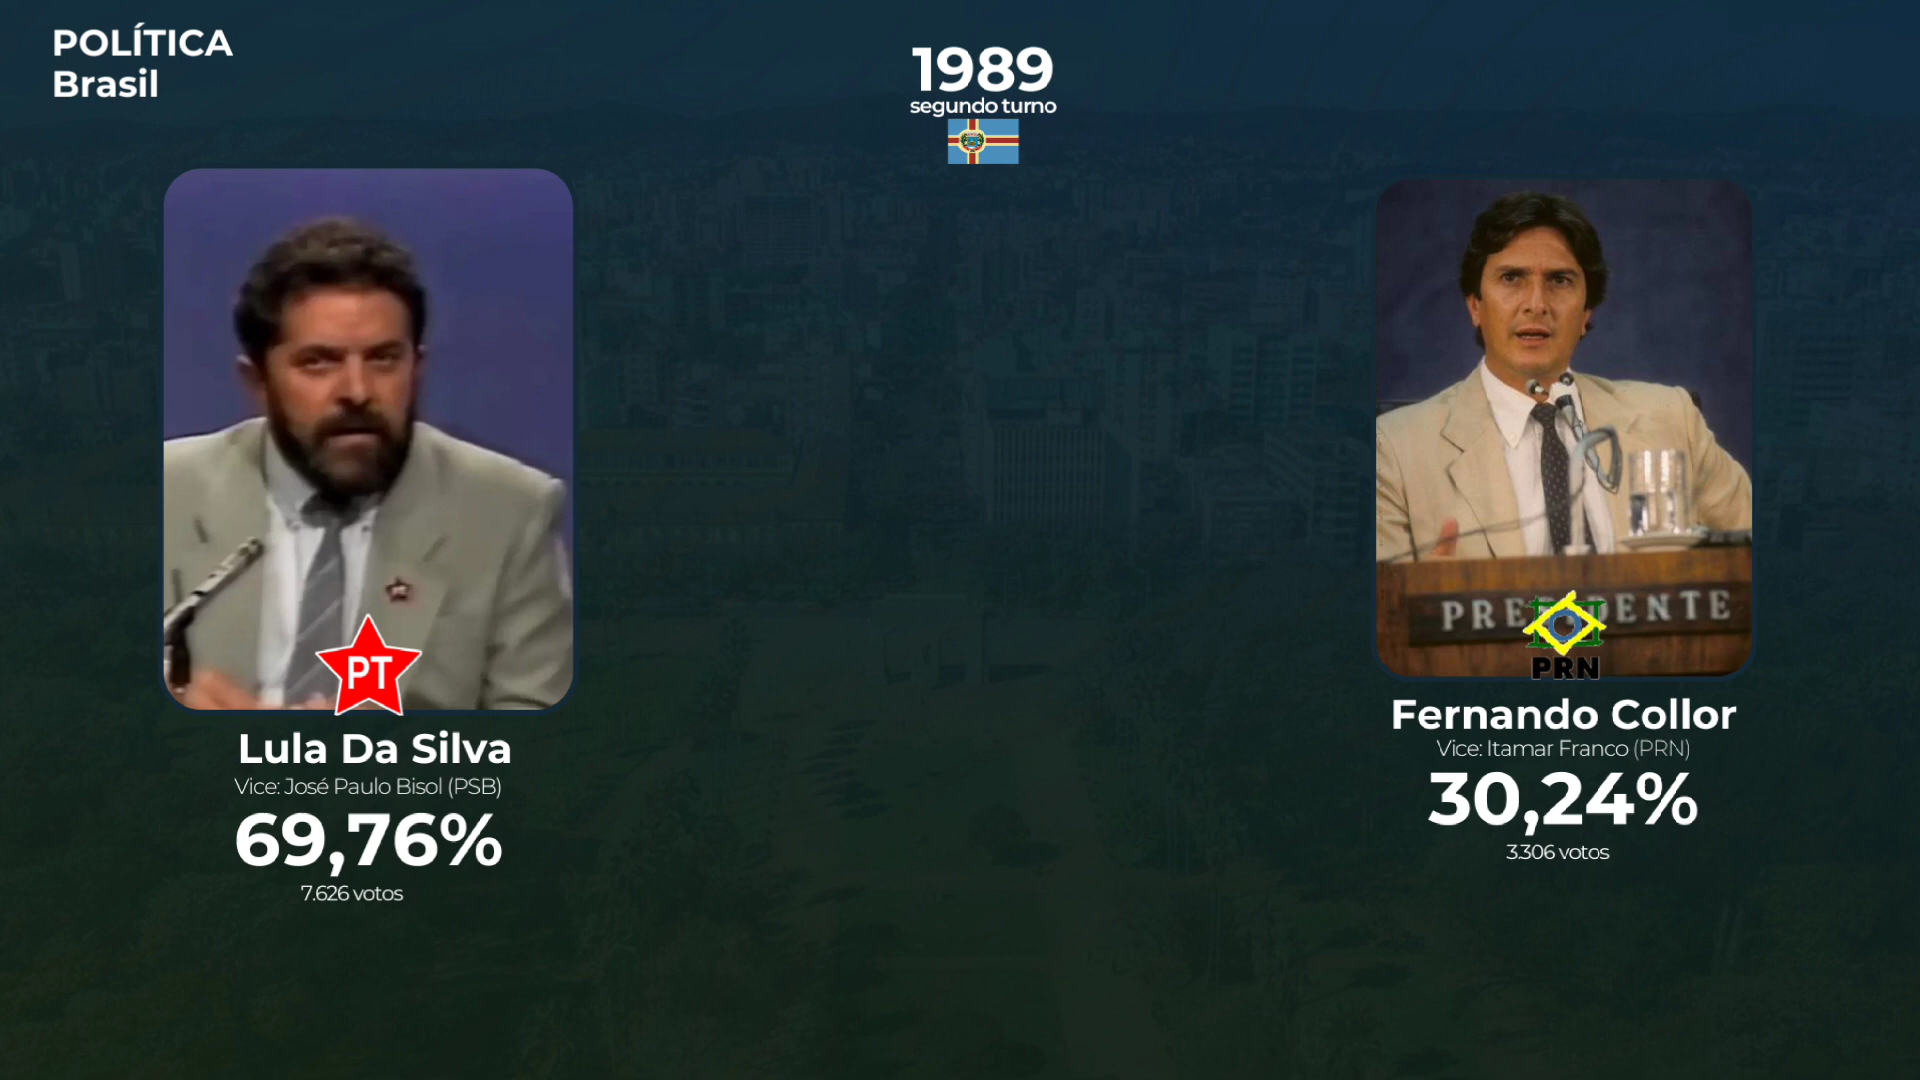 POLÍTICA
Brasil
1989
segundo turno
PT
Lula Da Silva
Vice: José Paulo Bisol (PSB)
69,76%
7.626 votos
PRE DENTE
PRN
Fernando Collor
Vice: Itamar Franco (PRN)
30,24%
3.306 votos